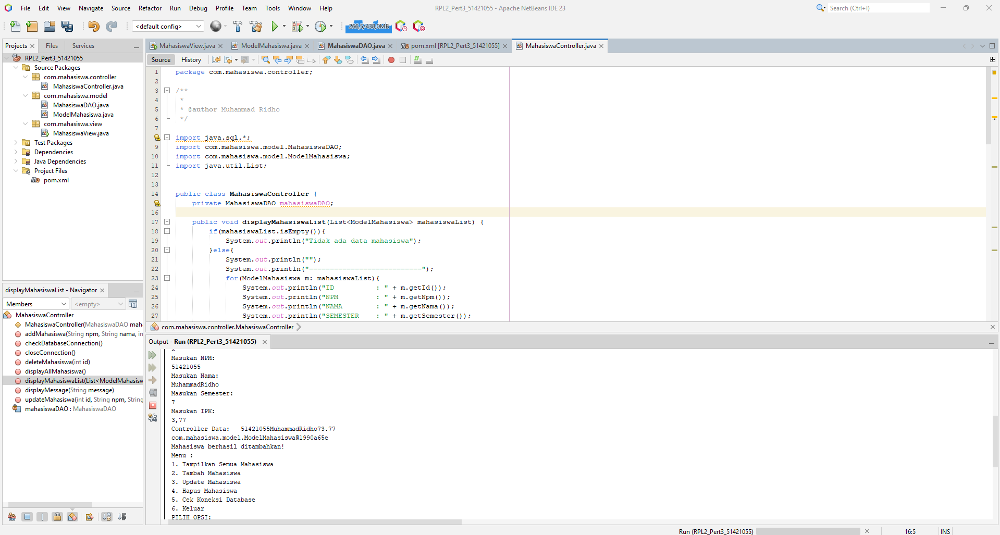 File Edit View Navigate Source Refactor Run Debug Profile Team Tools Window Help
RPL2_Pert3_51421055 - Apache NetBeans IDE 23
Search (Ctrl+I)
<default config>
266,5/438,0MB
Projects
Files
Services
RPL2_Pert3_51421055
Source Packages
com.mahasiswa.controller
MahasiswaController.java
com.mahasiswa.model
MahasiswaDAO.java
ModelMahasiswa.java
com.mahasiswa.view
MahasiswaView.java
Test Packages
Dependencies
Java Dependencies
Project Files
pom.xml
displayMahasiswaList - Navigator
Members
<empty>
MahasiswaController
MahasiswaController(MahasiswaDAO mah
addMahasiswa(String npm, String nama, in
checkDatabaseConnection()
closeConnection()
deleteMahasiswa(int id)
displayAllMahasiswa()
displayMahasiswaList(List<ModelMahasisw
displayMessage(String message)
updateMahasiswa(int id, String npm, String
mahasiswaDAO : MahasiswaDAO
MahasiswaView.java
ModelMahasiswa.java
MahasiswaDAO.java
pom.xml [RPL2_Pert3_51421055]
MahasiswaController.java
Source
History
1 package com.mahasiswa.controller;
2
3 /**
4 *
5 * @author Muhammad Ridho
6 */
7
import java.sql.*;
9 import com.mahasiswa.model.MahasiswaDAO;
10 import com.mahasiswa.model.ModelMahasiswa;
11 import java.util.List;
12
13
14 public class MahasiswaController {
private MahasiswaDAO mahasiswaDAO;
16
17 public void displayMahasiswaList(List<ModelMahasiswa> mahasiswaList) {
18 if(mahasiswaList.isEmpty()){
19 System.out.println("Tidak ada data mahasiswa");
20 }else{
21 System.out.println("");
22 System.out.println("===========================");
23 for(ModelMahasiswa m: mahasiswaList){
24 System.out.println("ID          : " + m.getId());
25 System.out.println("NPM         : " + m.getNpm());
26 System.out.println("NAMA        : " + m.getNama());
27 System.out.println("SEMESTER    : " + m.getSemester());
com.mahasiswa.controller.MahasiswaController
Output - Run (RPL2_Pert3_51421055)
2
Masukan NPM:
51421055
Masukan Nama:
MuhammadRidho
Masukan Semester:
7
Masukan IPK:
3,77
Controller Data:   51421055MuhammadRidho73.77
com.mahasiswa.model.ModelMahasiswa@1990a65e
Mahasiswa berhasil ditambahkan!
Menu :
1. Tampilkan Semua Mahasiswa
2. Tambah Mahasiswa
3. Update Mahasiswa
4. Hapus Mahasiswa
5. Cek Koneksi Database
6. Keluar
PILIH OPSI:
Run (RPL2_Pert3_51421055)
16:5
INS